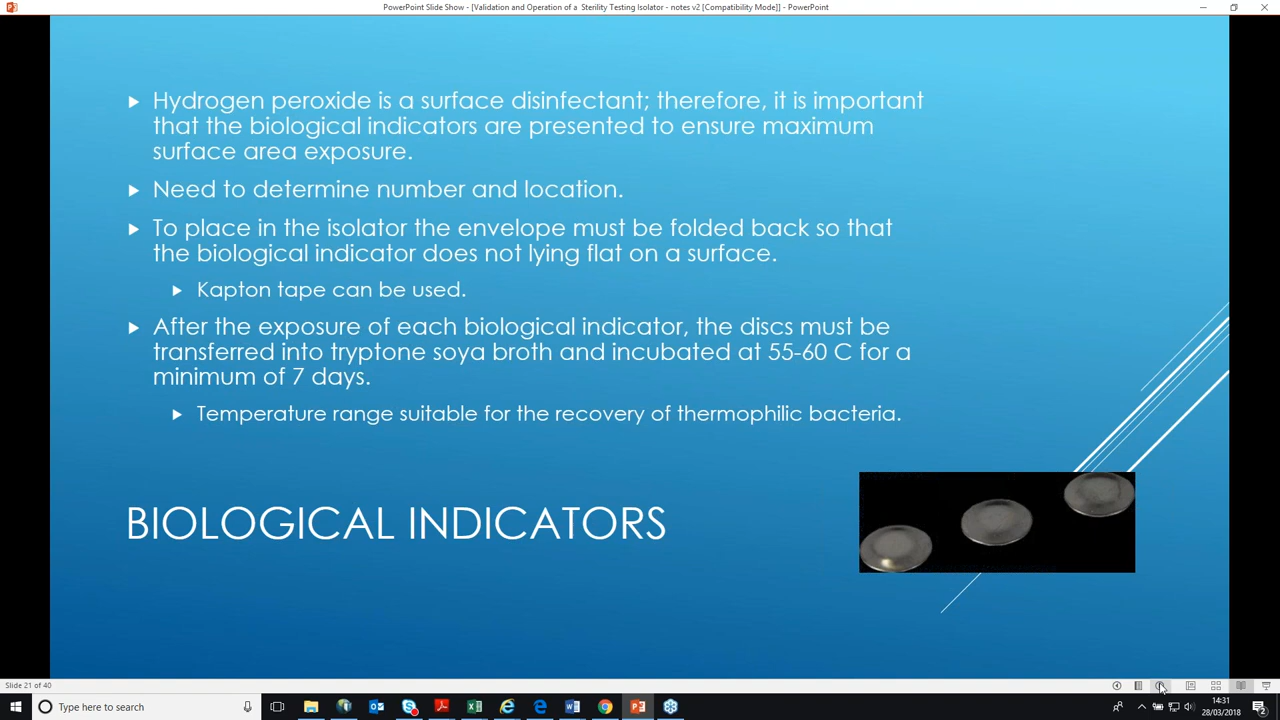 PowerPoint Slide Show - [Validation and Operation of a Sterility Testing Isolator - notes v2 [Compatibility Mode]] - PowerPoint
Hydrogen peroxide is a surface disinfectant; therefore, it is important
that the biological indicators are presented to ensure maximum
surface area exposure.
Need to determine number and location.
To place in the isolator the envelope must be folded back so that
the biological indicator does not lying flat on a surface.
Kapton tape can be used.
After the exposure of each biological indicator, the discs must be
transferred into tryptone soya broth and incubated at 55-60 C for a
minimum of 7 days.
Temperature range suitable for the recovery of thermophilic bacteria.
BIOLOGICAL INDICATORS
Slide 21 of 40
Type here to search
14:31
28/03/2018
2